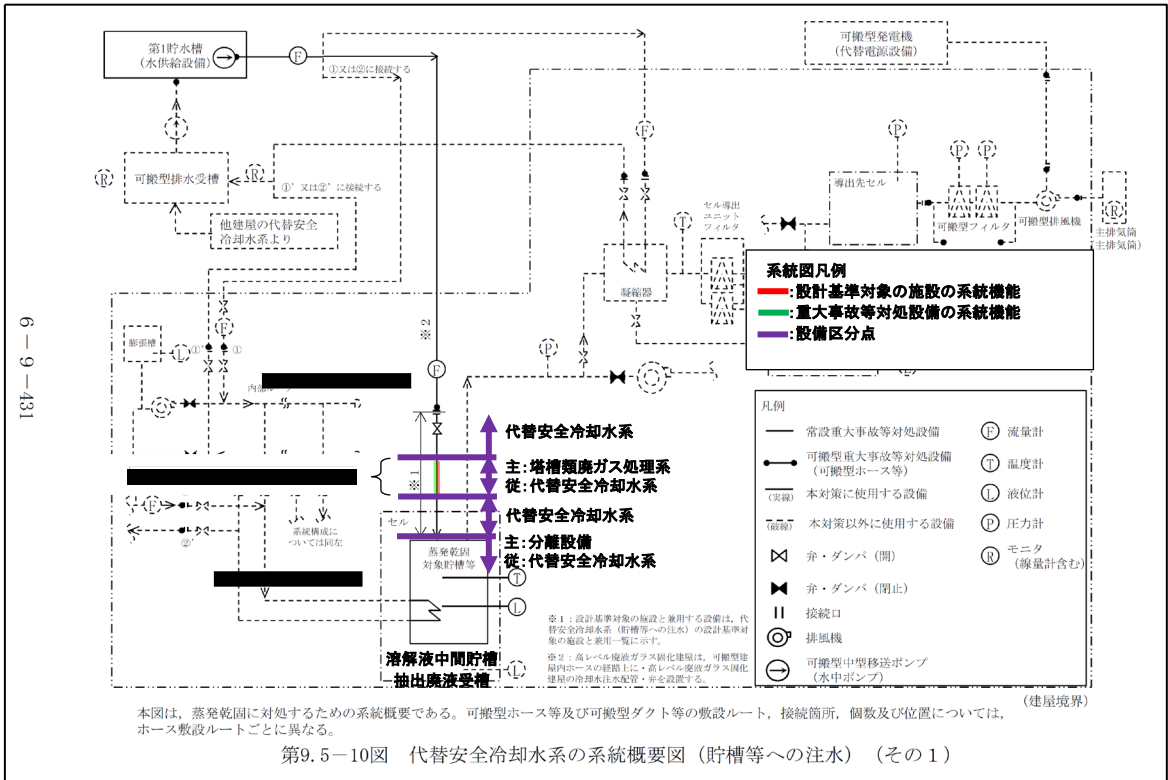 第1貯水槽
(水供給設備)
F
①又は②に接続する
可搬型発電機
(代替電源設備)
F
P
P
P
R
可搬型排水受槽
R
①’又は②’に接続する
他建屋の代替安全
冷却水系より
導出先セル
セル導出
ユニット
フィルタ
T
可搬型フィルタ
可搬型排風機
R
主排気筒
(主排気筒)
凝縮器
系統図凡例
:設計基準対象の施設の系統機能
:重大事故等対処設備の系統機能
:設備区分点
6-9-431
※2
膨張槽
L
①’
F
①
P
F
内部ルー
代替安全冷却水系
主:塔槽類廃ガス処理系
従:代替安全冷却水系
※1
代替安全冷却水系
主:分離設備
従:代替安全冷却水系
F
②’
系統構成に
ついては同左
セル
蒸発乾固
対象貯槽等
T
L
溶解液中間貯槽
抽出廃液受槽
L
凡例
常設重大事故等対処設備
可搬型重大事故等対処設備
(可搬型ホース等)
(実線)
本対策に使用する設備
(破線)
本対策以外に使用する設備
弁・ダンパ(開)
弁・ダンパ(閉止)
接続口
排風機
可搬型中型移送ポンプ
(水中ポンプ)
F 流量計
T 温度計
L 液位計
P 圧力計
R モニタ
(線量計含む)
※1:設計基準対象の施設と兼用する設備は,代
替安全冷却水系(貯槽等への注水)の設計基準対
象の施設と兼用一覧に示す。
※2:高レベル廃液ガラス固化建屋は,可搬型建
屋内ホースの経路上に・高レベル廃液ガラス固化
建屋の冷却水注水配管・弁を設置する。
(建屋境界)
本図は,蒸発乾固に対処するための系統概要である。可搬型ホース等及び可搬型ダクト等の敷設ルート,接続箇所,個数及び位置については,
ホース敷設ルートごとに異なる。
第9.5-10図 代替安全冷却水系の系統概要図(貯槽等への注水)(その1)